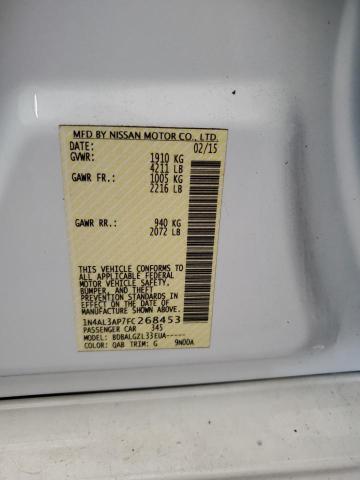 MFD BY NISSAN MOTOR CO., LTD.
DATE: 02/15
GVWR: 1910 KG
4211 LB
GAWR FR: 1005 KG
2216 LB
GAWR RR: 940 KG
2072 LB
THIS VEHICLE CONFORMS TO
ALL APPLICABLE FEDERAL
MOTOR VEHICLE SAFETY,
BUMPER, AND THEFT
PREVENTION STANDARDS
IN EFFECT ON THE DATE OF
MANUFACTURE SHOWN ABOVE.
1N4AL3AP7FC268453
PASSENGER CAR 345
MODEL: BDBALGZL33EUA-----
COLOR: QAB TRIM: G 9N00A